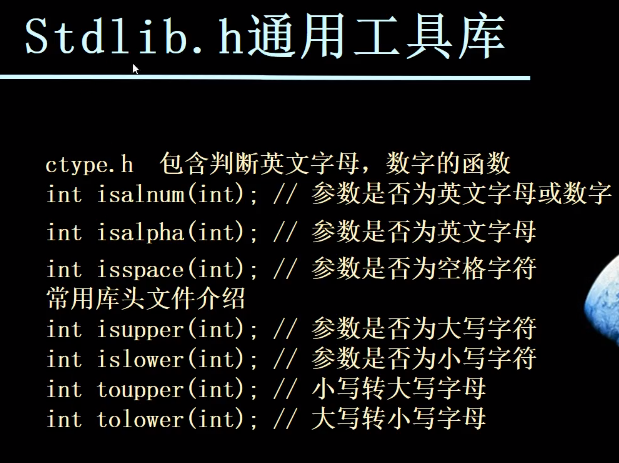 Stdlib.h通用工具库
ctype.h 包含判断英文字母，数字的函数
int isalnum(int); // 参数是否为英文字母或数字
int isalpha(int); // 参数是否为英文字母
int isspace(int); // 参数是否为空格字符
常用库头文件介绍
int isupper(int); // 参数是否为大写字符
int islower(int); // 参数是否为小写字符
int toupper(int); // 小写转大写字母
int tolower(int); // 大写转小写字母